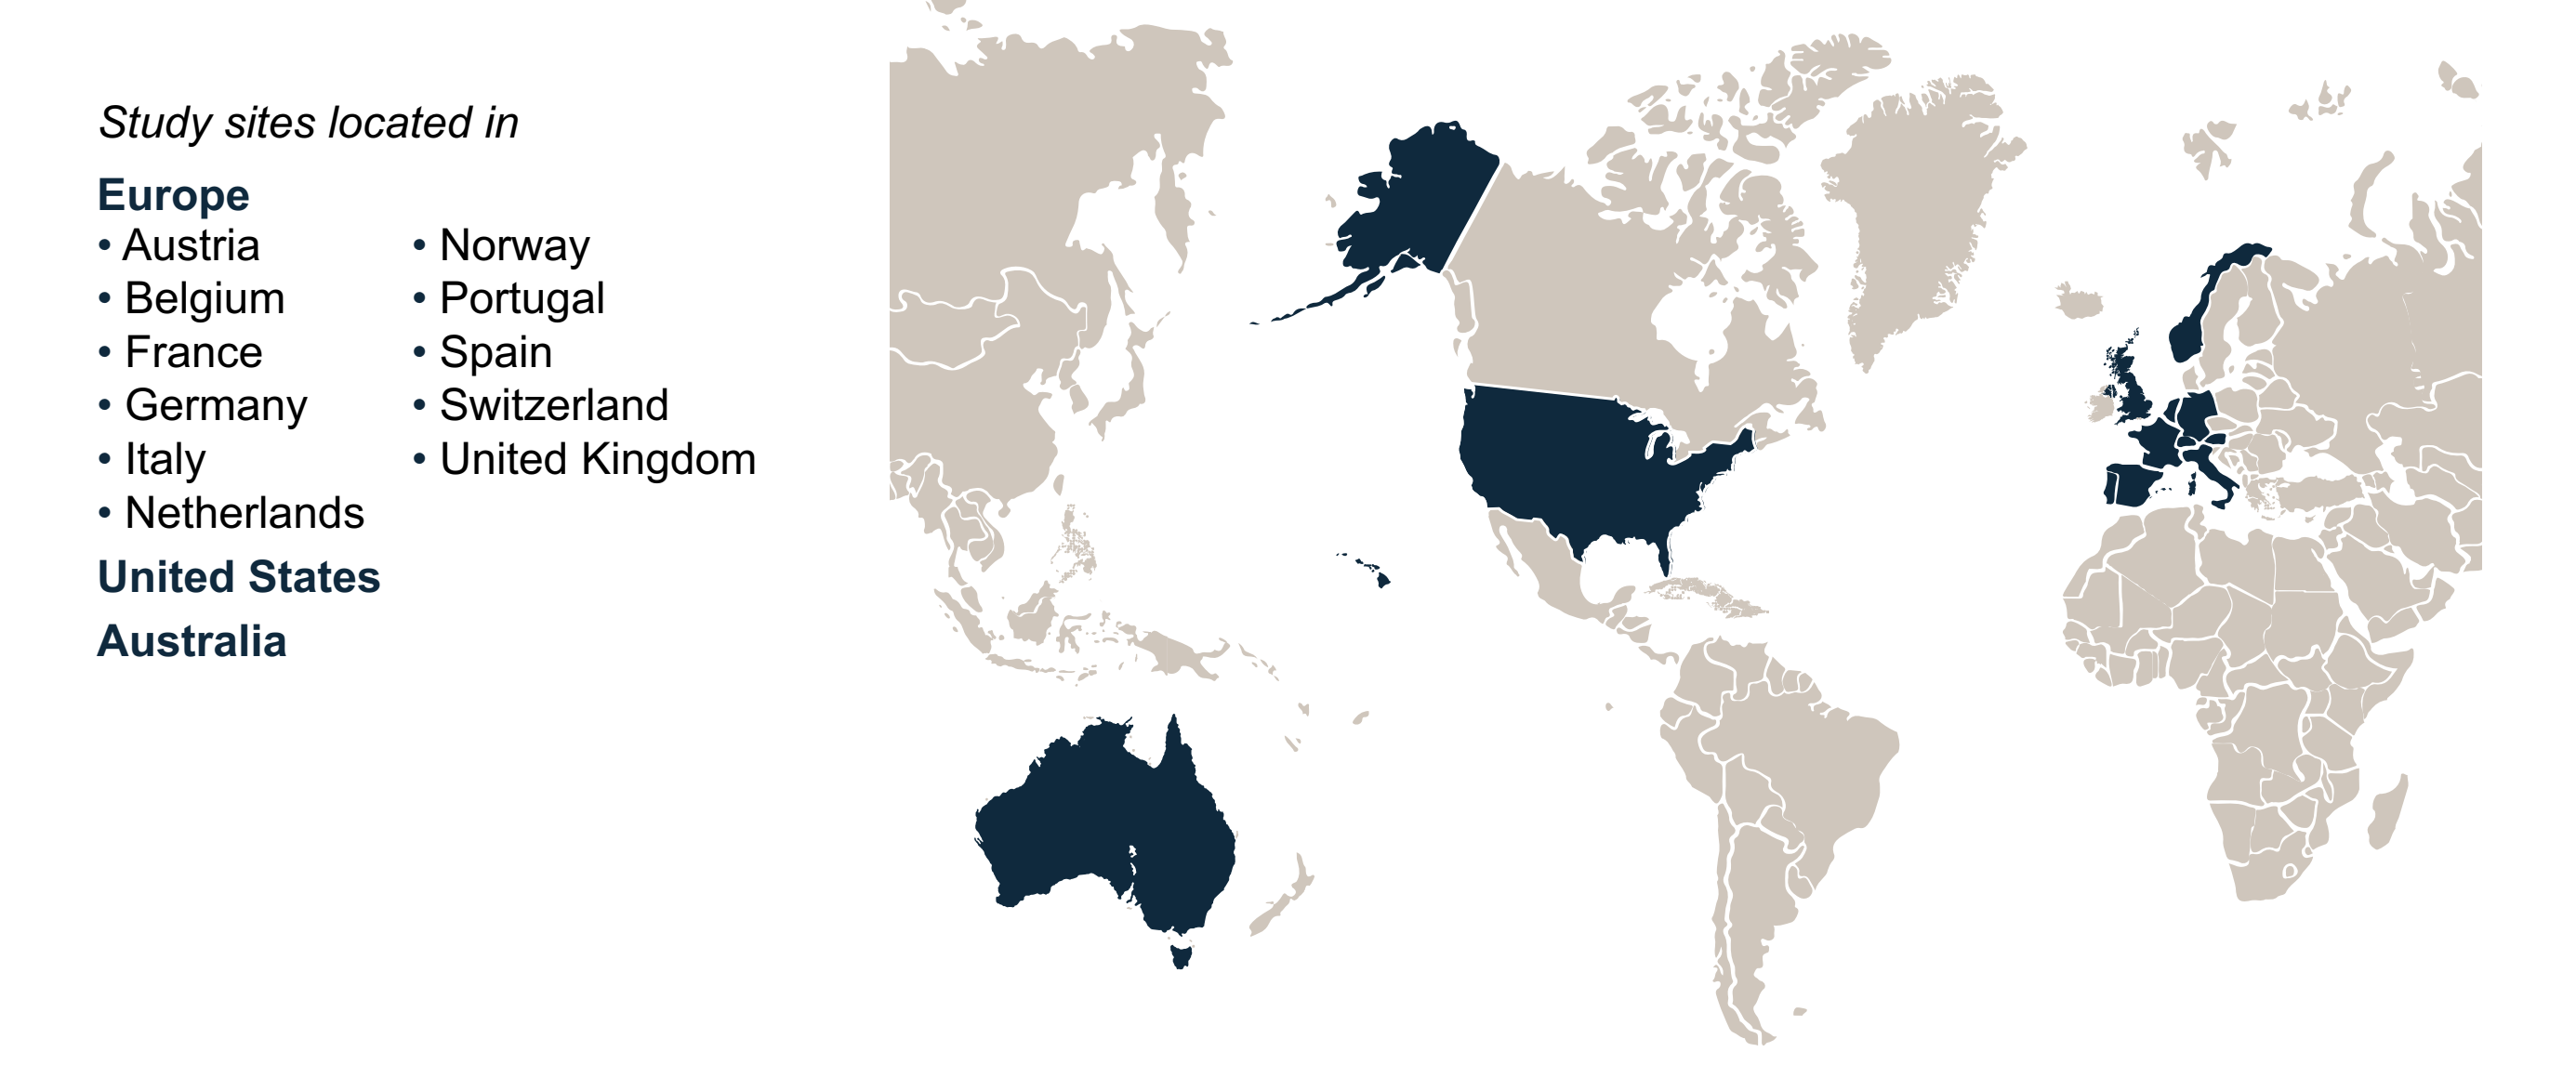 Study sites located in
Europe
• Austria
• Belgium
• France
• Germany
• Italy
• Netherlands
• Norway
• Portugal
• Spain
• Switzerland
• United Kingdom
United States
Australia